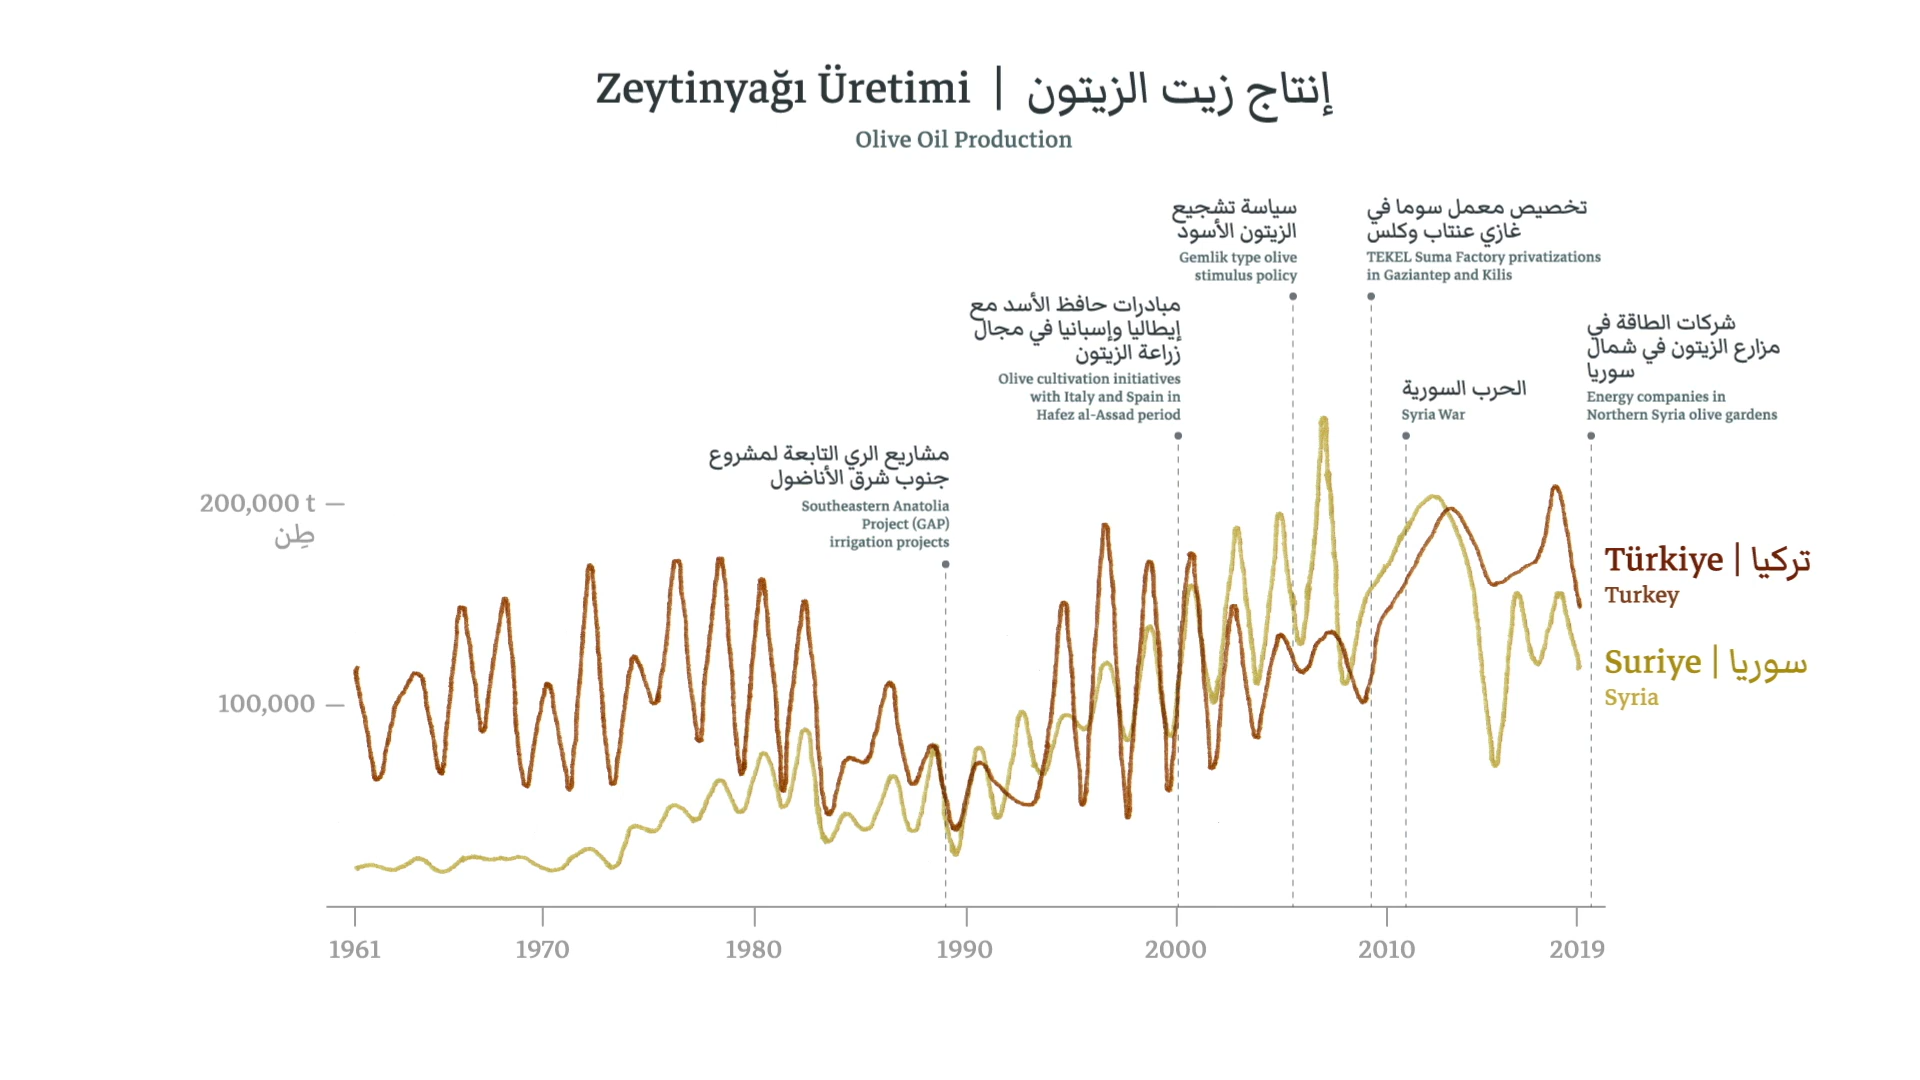 Zeytinyağı Üretimi | إنتاج زيت الزيتون
Olive Oil Production
سياسة تشجيع
الزيتون الأسود
Gemlik type olive
stimulus policy
تخصيص معمل سوما في
غازي عنتاب وكلس
TEKEL Suma Factory privatizations
in Gaziantep and Kilis
مبادرات حافظ الأسد مع
إيطاليا وإسبانيا في مجال
زراعة الزيتون
Olive cultivation initiatives
with Italy and Spain in
Hafez al-Assad period
شركات الطاقة في
مزارع الزيتون في شمال
سوريا
Energy companies in
Northern Syria olive gardens
الحرب السورية
Syria War
مشاريع الري التابعة لمشروع
جنوب شرق الأناضول
Southeastern Anatolia
Project (GAP)
irrigation projects
200,000 t
طِن
100,000
Türkiye | تركيا
Turkey
Suriye | سوريا
Syria
1961 1970 1980 1990 2000 2010 2019